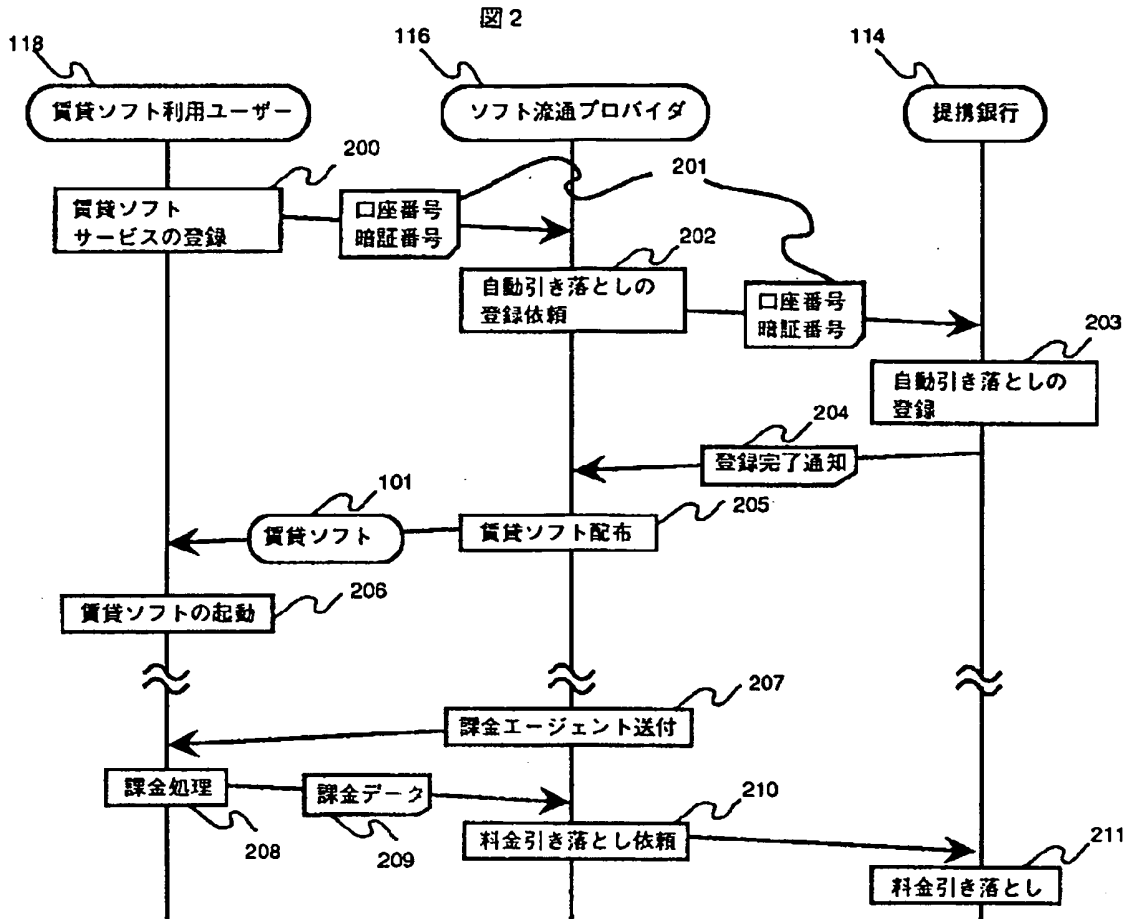 図2
118
116
114
賃貸ソフト利用ユーザー
ソフト流通プロバイダ
提携銀行
200
賃貸ソフト
サービスの登録
201
口座番号
暗証番号
202
自動引き落としの
登録依頼
口座番号
暗証番号
203
自動引き落としの
登録
204
登録完了通知
101
賃貸ソフト
205
賃貸ソフト配布
206
賃貸ソフトの起動
207
課金エージェント送付
課金処理
208
課金データ
209
210
料金引き落とし依頼
211
料金引き落とし